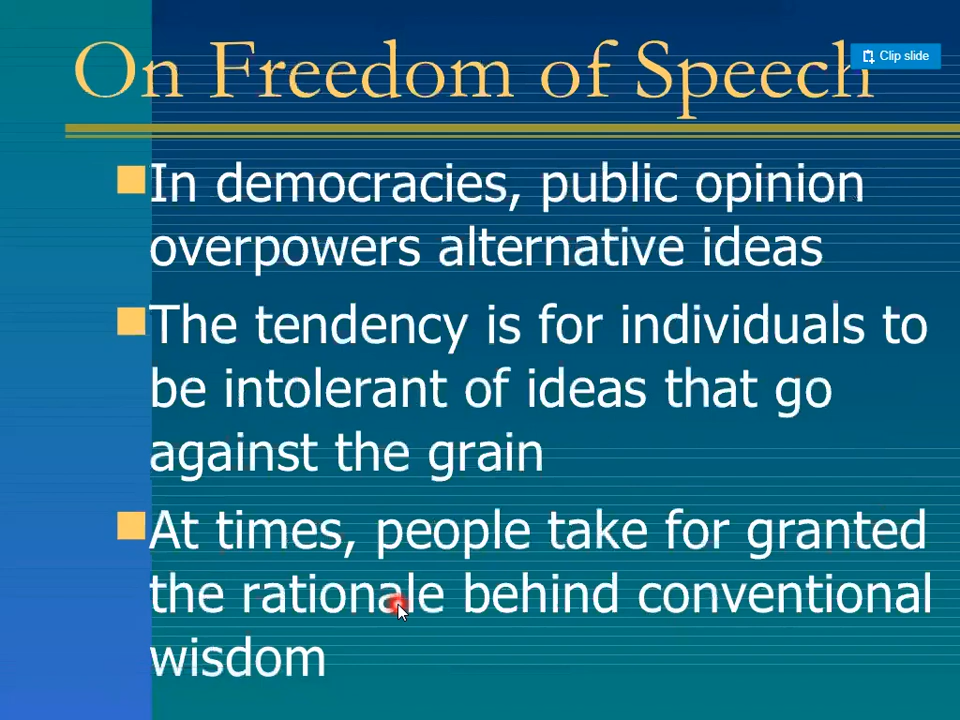 On Freedom of Speech
Clip slide
In democracies, public opinion
overpowers alternative ideas
The tendency is for individuals to
be intolerant of ideas that go
against the grain
At times, people take for granted
the rationale behind conventional
wisdom